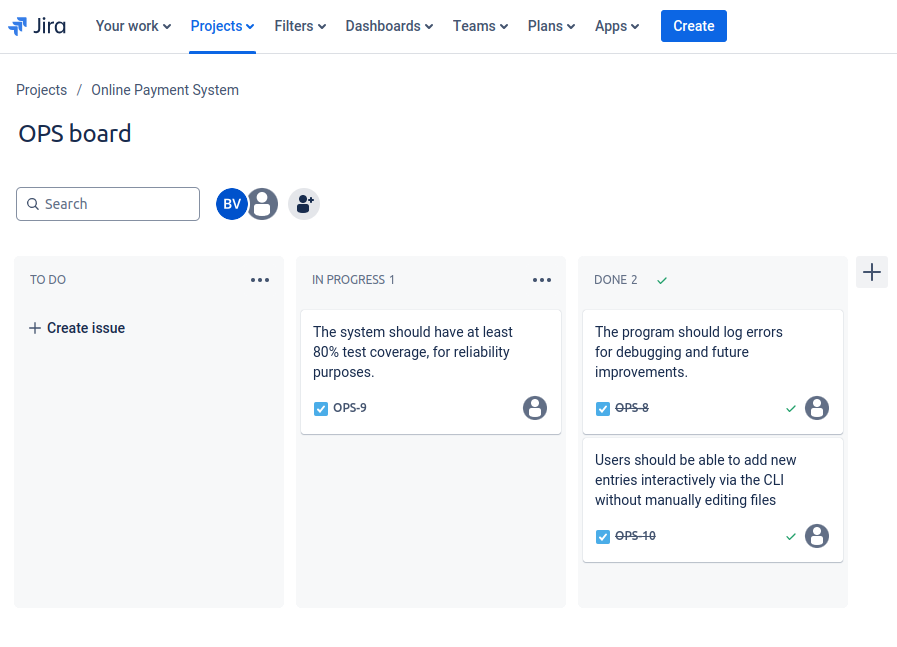 Jira Your work Projects Filters Dashboards Teams Plans Apps Create
Projects / Online Payment System
OPS board
Search BV
TO DO
Create issue
IN PROGRESS 1
The system should have at least
80% test coverage, for reliability
purposes.
OPS-9
DONE 2
The program should log errors
for debugging and future
improvements.
OPS-8
Users should be able to add new
entries interactively via the CLI
without manually editing files
OPS-10